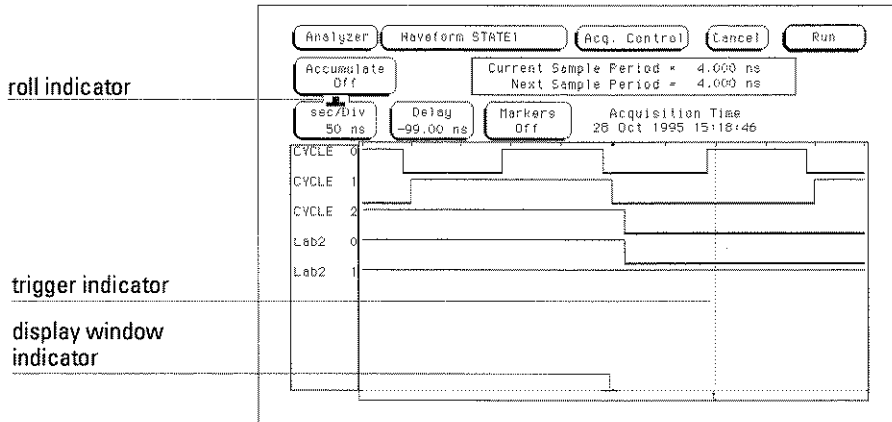 Analyzer Waveform STATE1 Acq. Control Cancel Run
Accumulate Off
Current Sample Period = 4.000 ns
Next Sample Period = 4.000 ns
roll indicator
sec/Div 50 ns
Delay -99.00 ns
Markers Off
Acquisition Time
28 Oct 1995 15:18:46
CYCLE 0
CYCLE 1
CYCLE 2
Lab2 0
Lab2 1
trigger indicator
display window
indicator